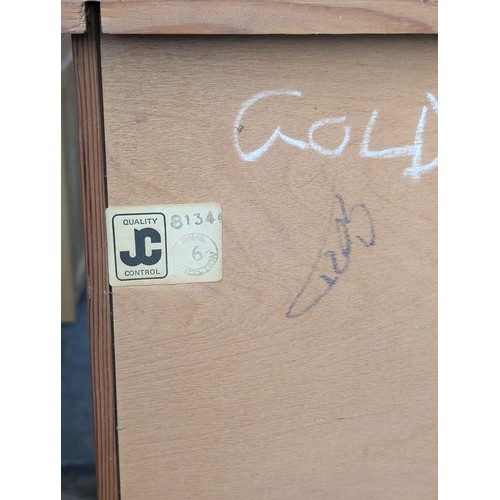 GOLD
QUALITY
JC
CONTROL
8134
6